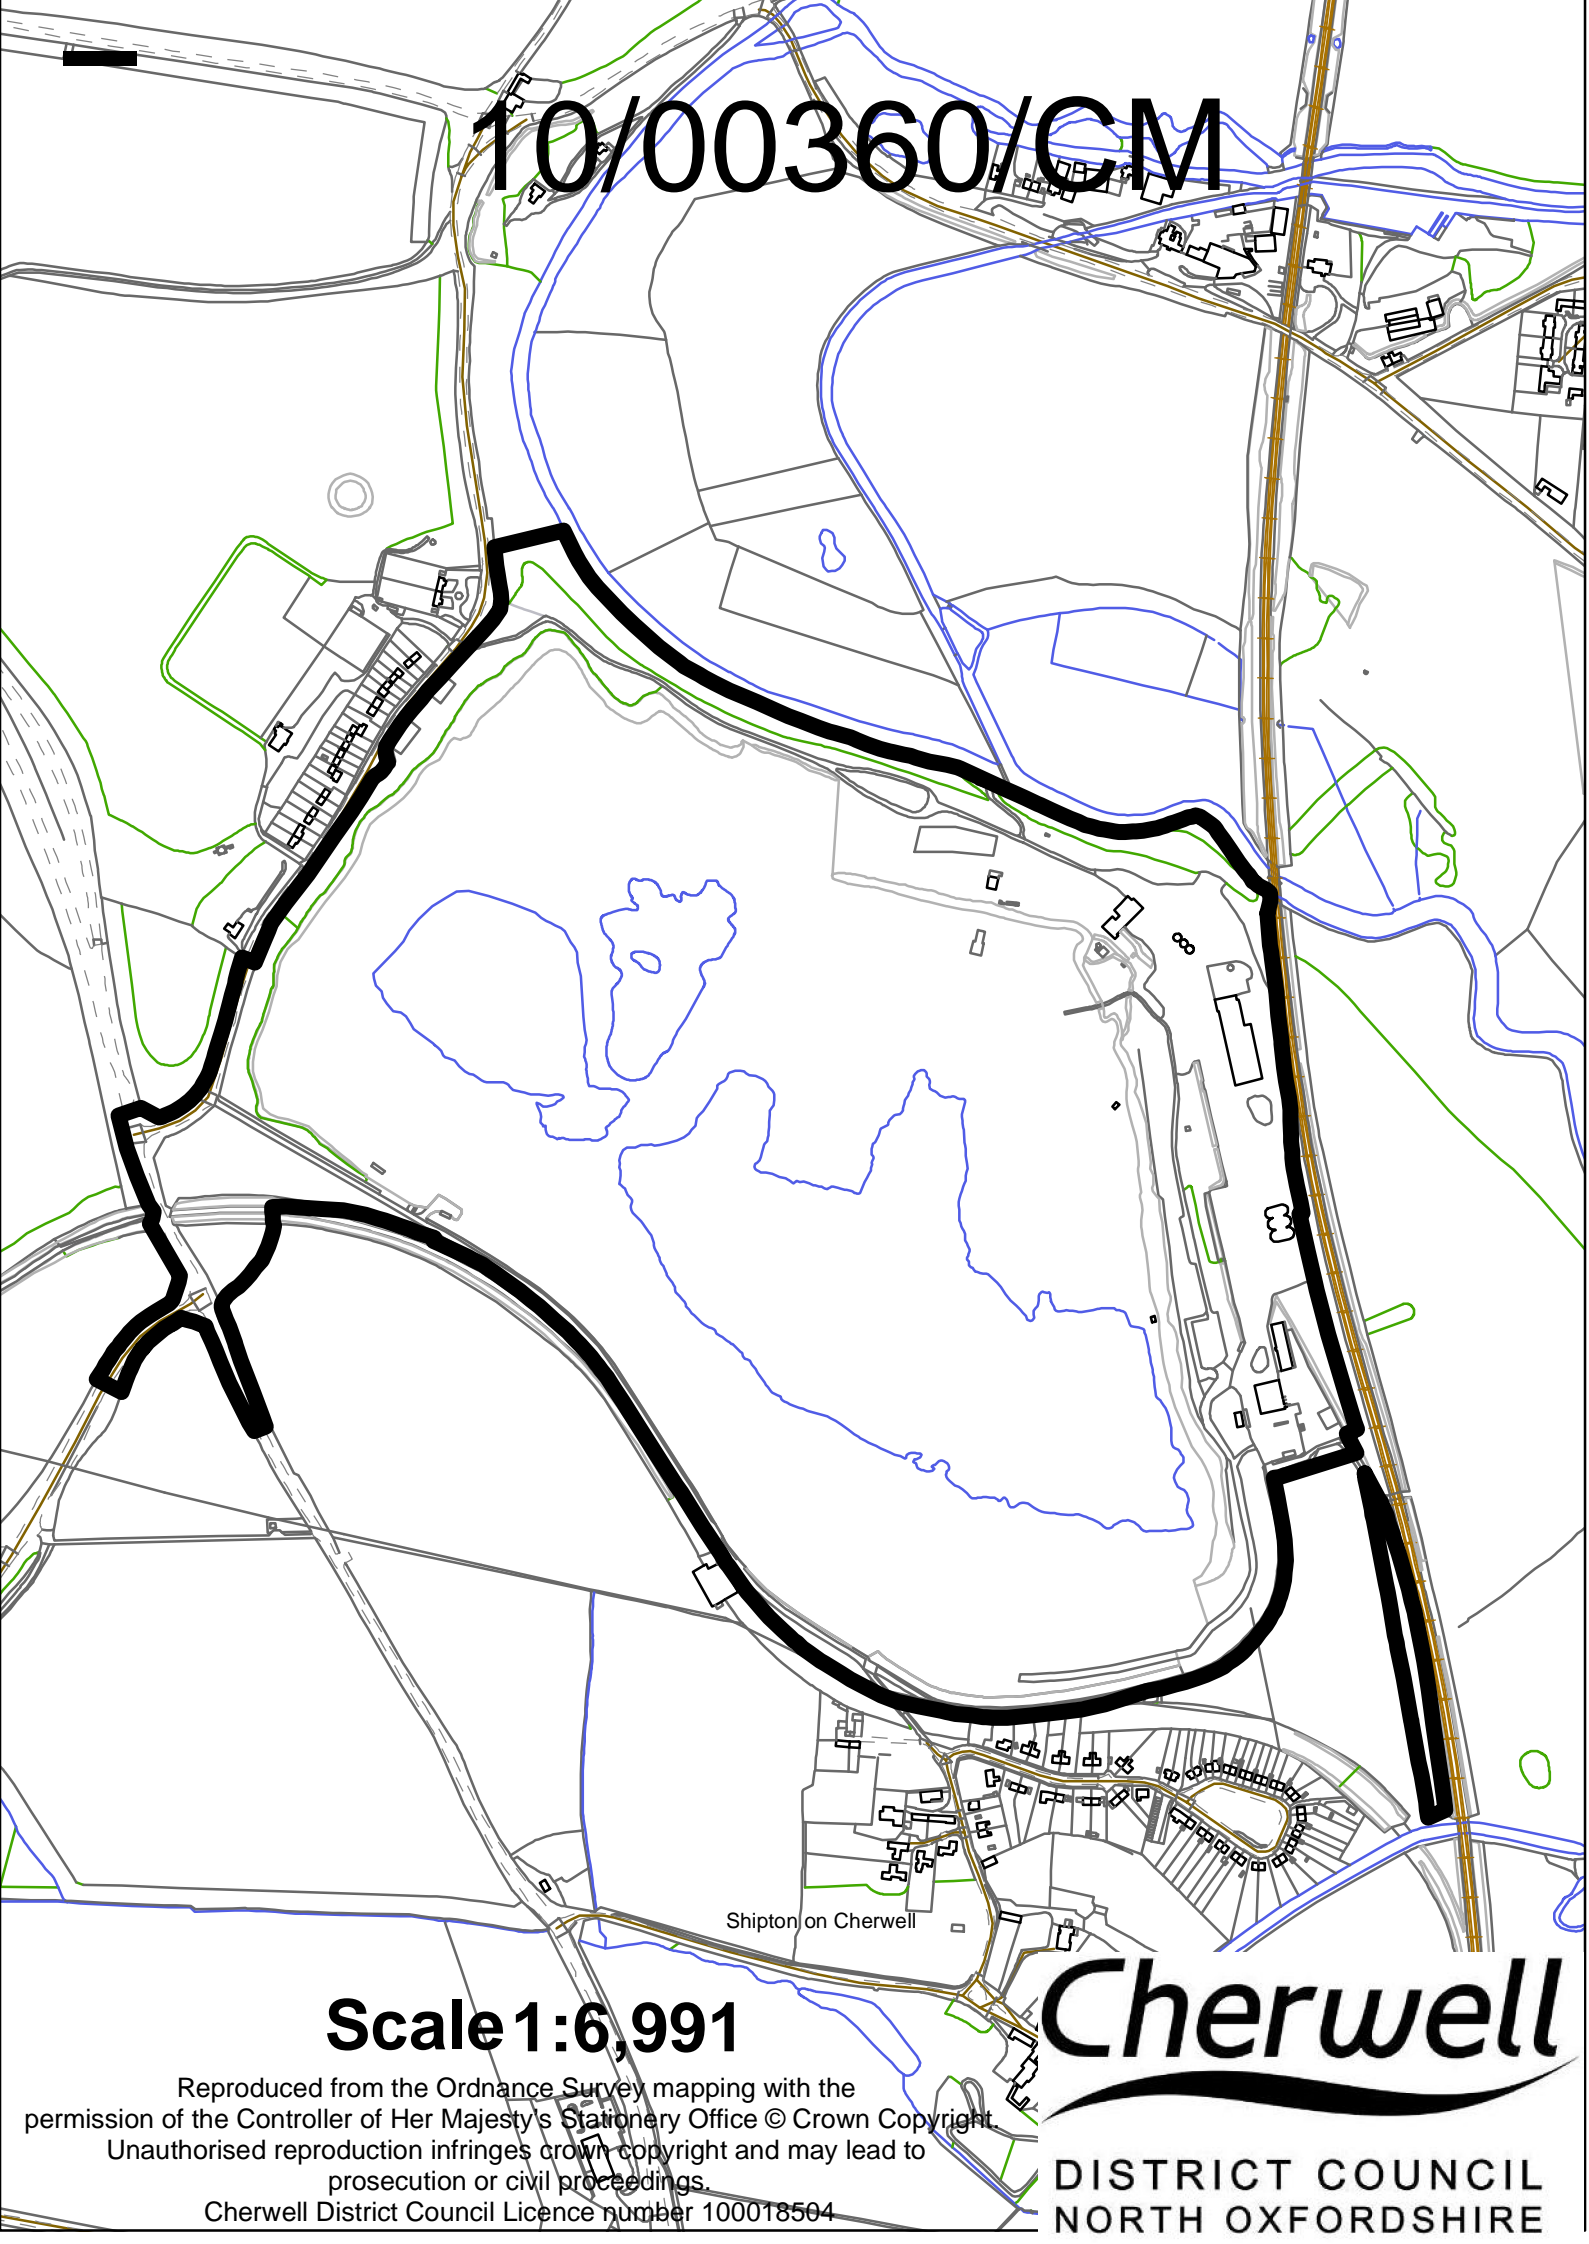 10/00360/CM
Shipton on Cherwell
Scale 1:6,991
Reproduced from the Ordnance Survey mapping with the
permission of the Controller of Her Majesty's Stationery Office © Crown Copyright.
Unauthorised reproduction infringes crown copyright and may lead to
prosecution or civil proceedings.
Cherwell District Council Licence number 100018504
Cherwell
DISTRICT COUNCIL
NORTH OXFORDSHIRE